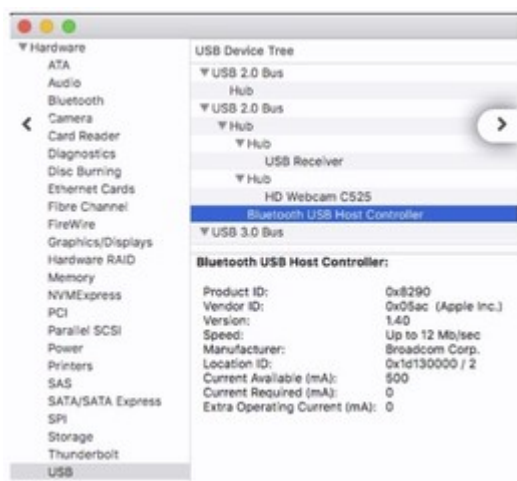 Hardware
ATA
Audio
Bluetooth
Camera
Card Reader
Diagnostics
Disc Burning
Ethernet Cards
Fibre Channel
FireWire
Graphics/Displays
Hardware RAID
Memory
NVMExpress
PCI
Parallel SCSI
Power
Printers
SAS
SATA/SATA Express
SPI
Storage
Thunderbolt
USB
USB Device Tree
USB 2.0 Bus
Hub
USB 2.0 Bus
Hub
Hub
USB Receiver
Hub
HD Webcam C525
Bluetooth USB Host Controller
USB 3.0 Bus
Bluetooth USB Host Controller:
Product ID: 0x8290
Vendor ID: 0x05ac (Apple Inc.)
Version: 1.40
Speed: Up to 12 Mb/sec
Manufacturer: Broadcom Corp.
Location ID: 0x1d130000 / 2
Current Available (mA): 500
Current Required (mA): 0
Extra Operating Current (mA): 0